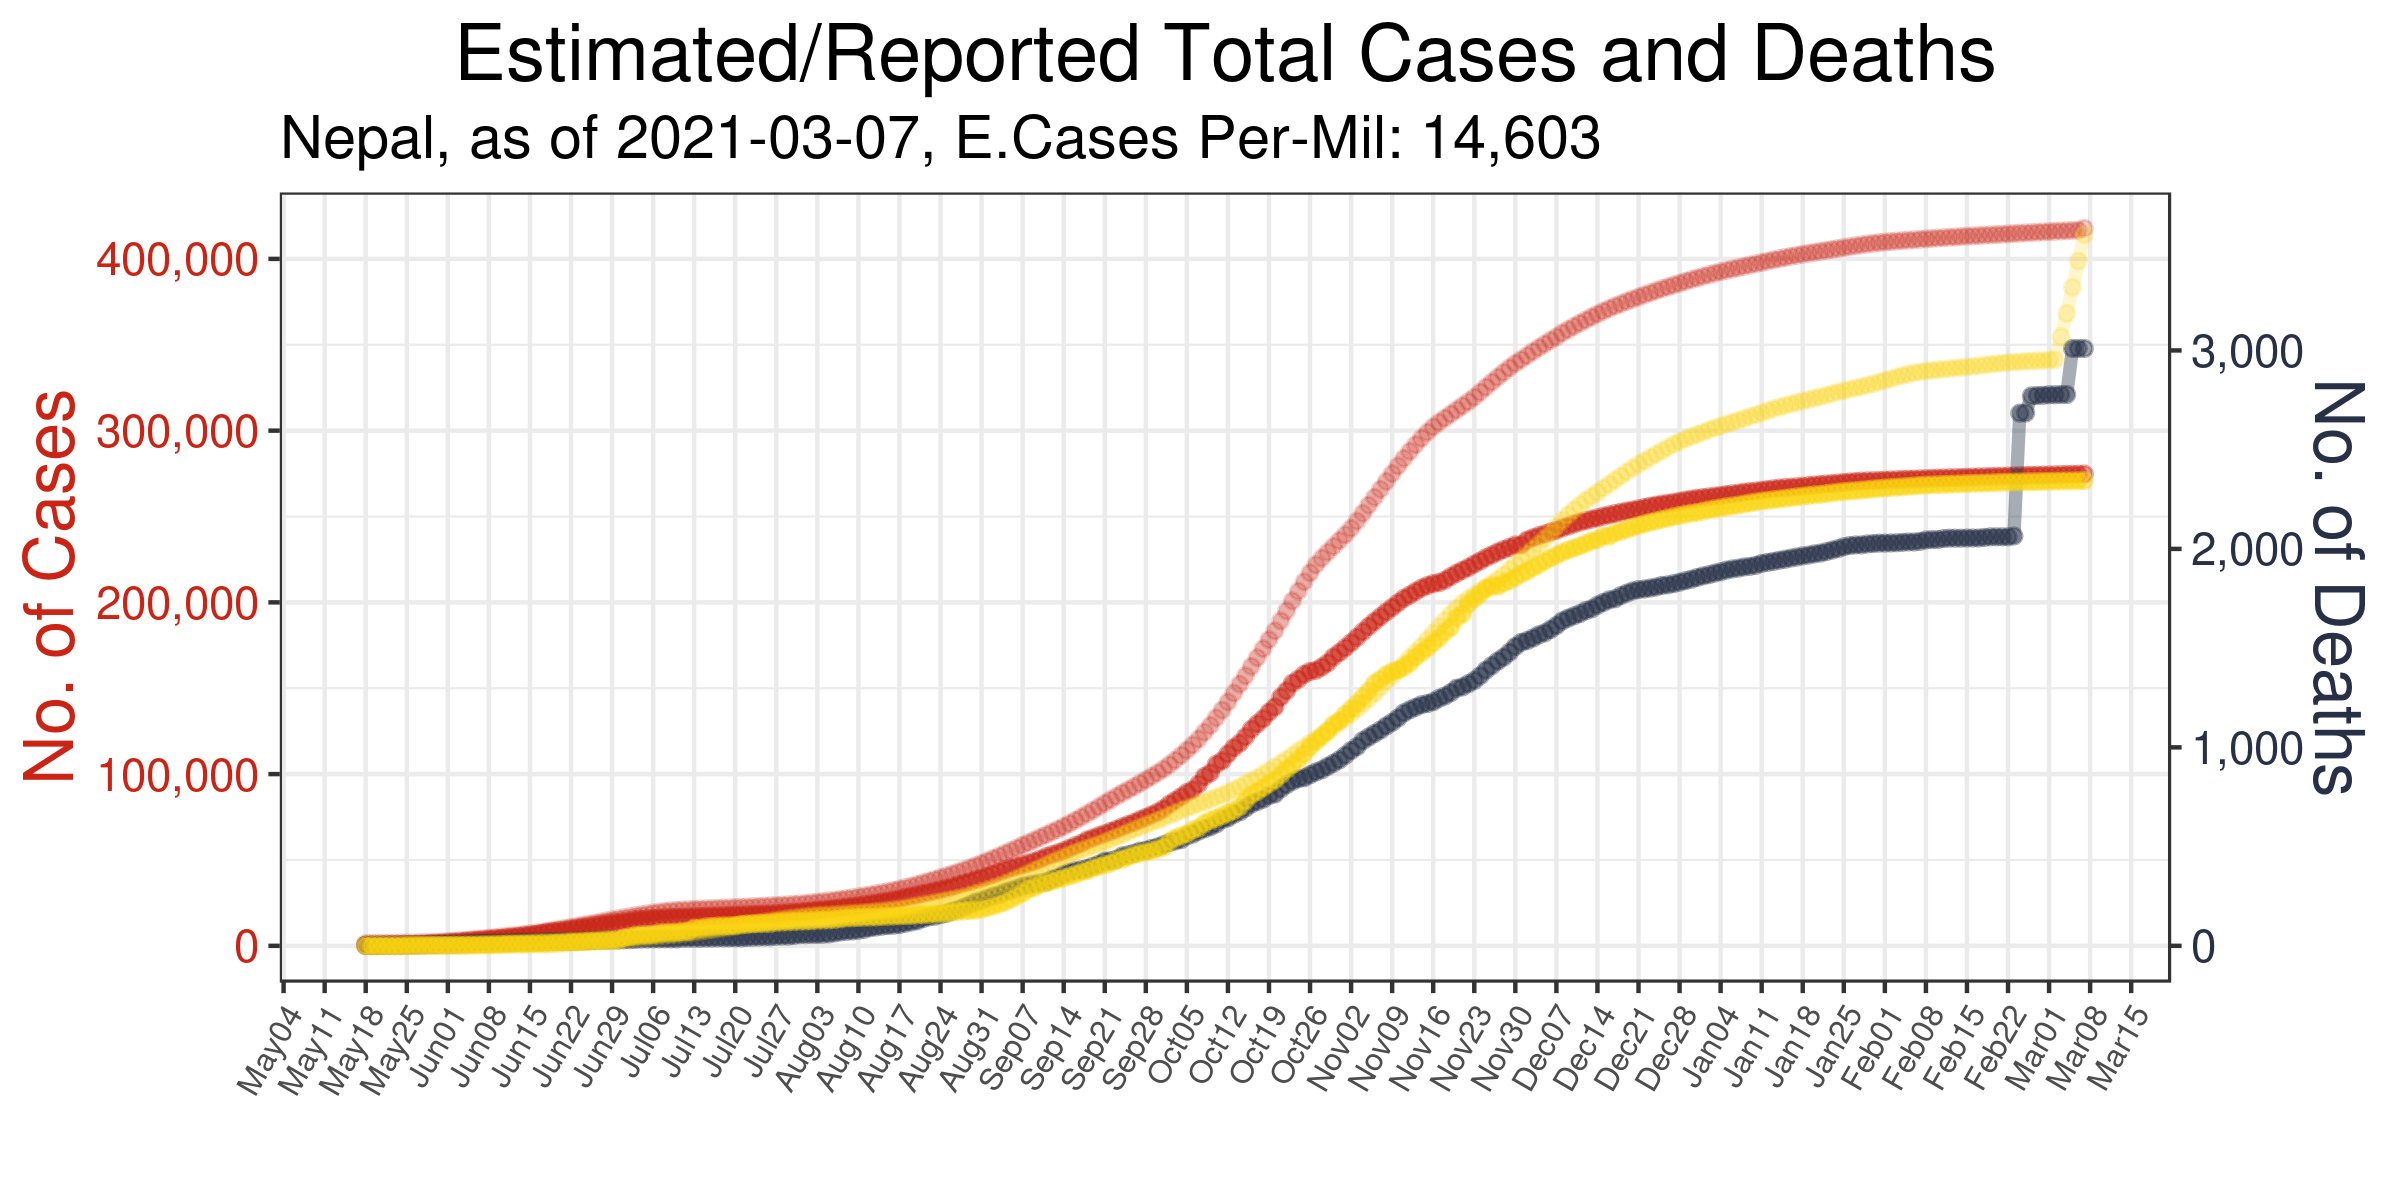 Estimated/Reported Total Cases and Deaths
Nepal, as of 2021-03-07, E.Cases Per-Mil: 14,603
No. of Cases
400,000
300,000
200,000
100,000
0
3,000
2,000
1,000
0
No. of Deaths
May04 May11 May18 May25 Jun01 Jun08 Jun15 Jun22 Jun29 Jul06 Jul13 Jul20 Jul27 Aug03 Aug10 Aug17 Aug24 Aug31 Sep07 Sep14 Sep21 Sep28 Oct05 Oct12 Oct19 Oct26 Nov02 Nov09 Nov16 Nov23 Nov30 Dec07 Dec14 Dec21 Dec28 Jan04 Jan11 Jan18 Jan25 Feb01 Feb08 Feb15 Feb22 Mar01 Mar08 Mar15